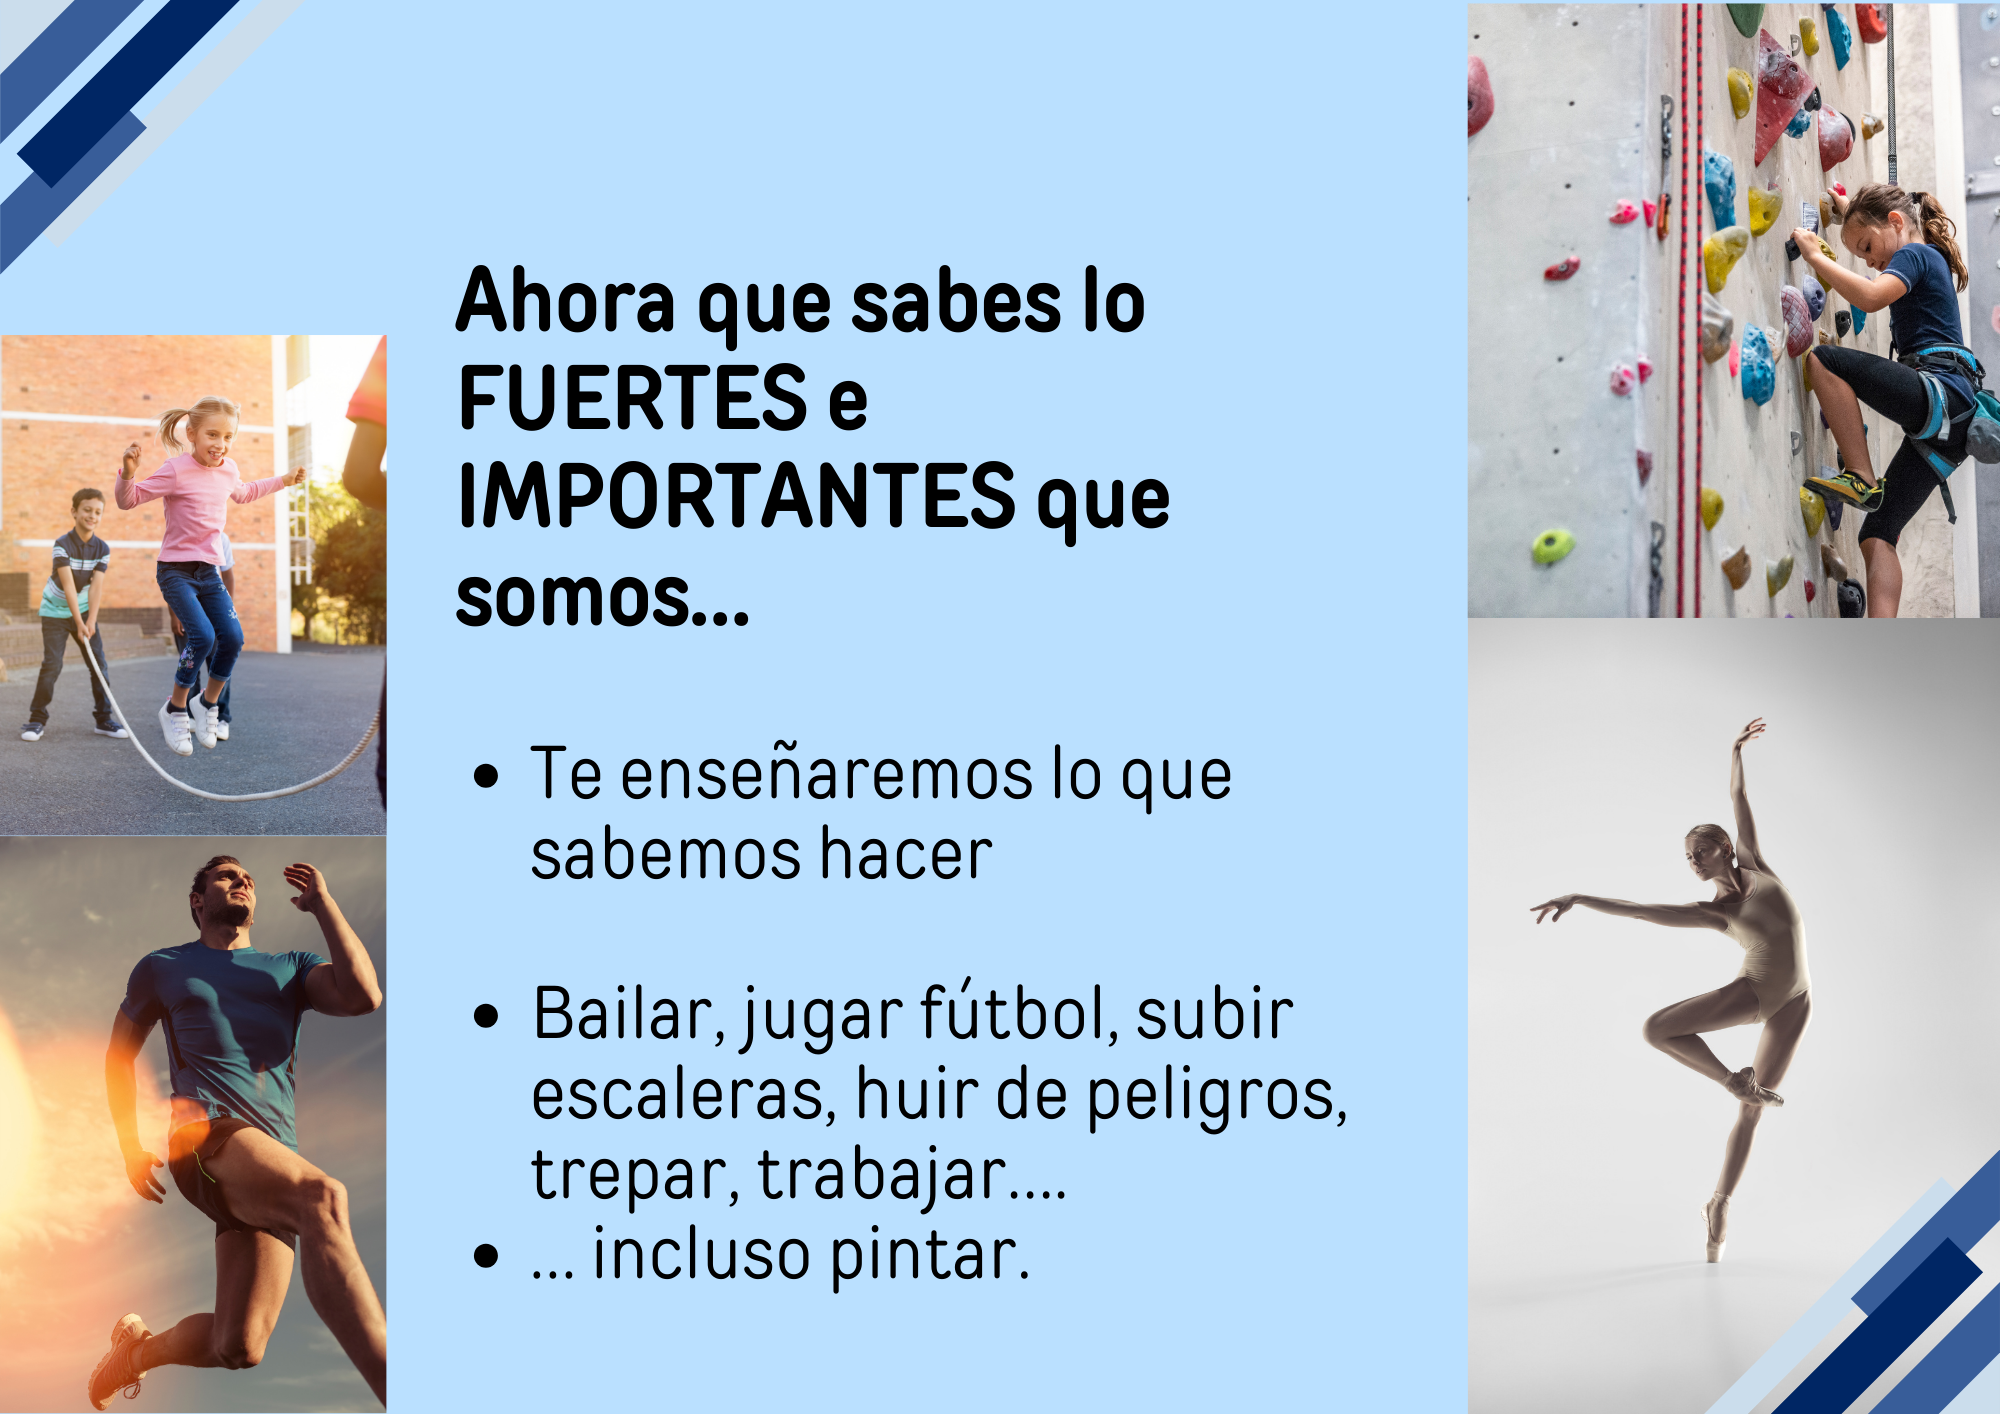 Ahora que sabes lo
FUERTES e
IMPORTANTES que
somos...
• Te enseñaremos lo que
sabemos hacer
• Bailar, jugar fútbol, subir
escaleras, huir de peligros,
trepar, trabajar....
• ... incluso pintar.